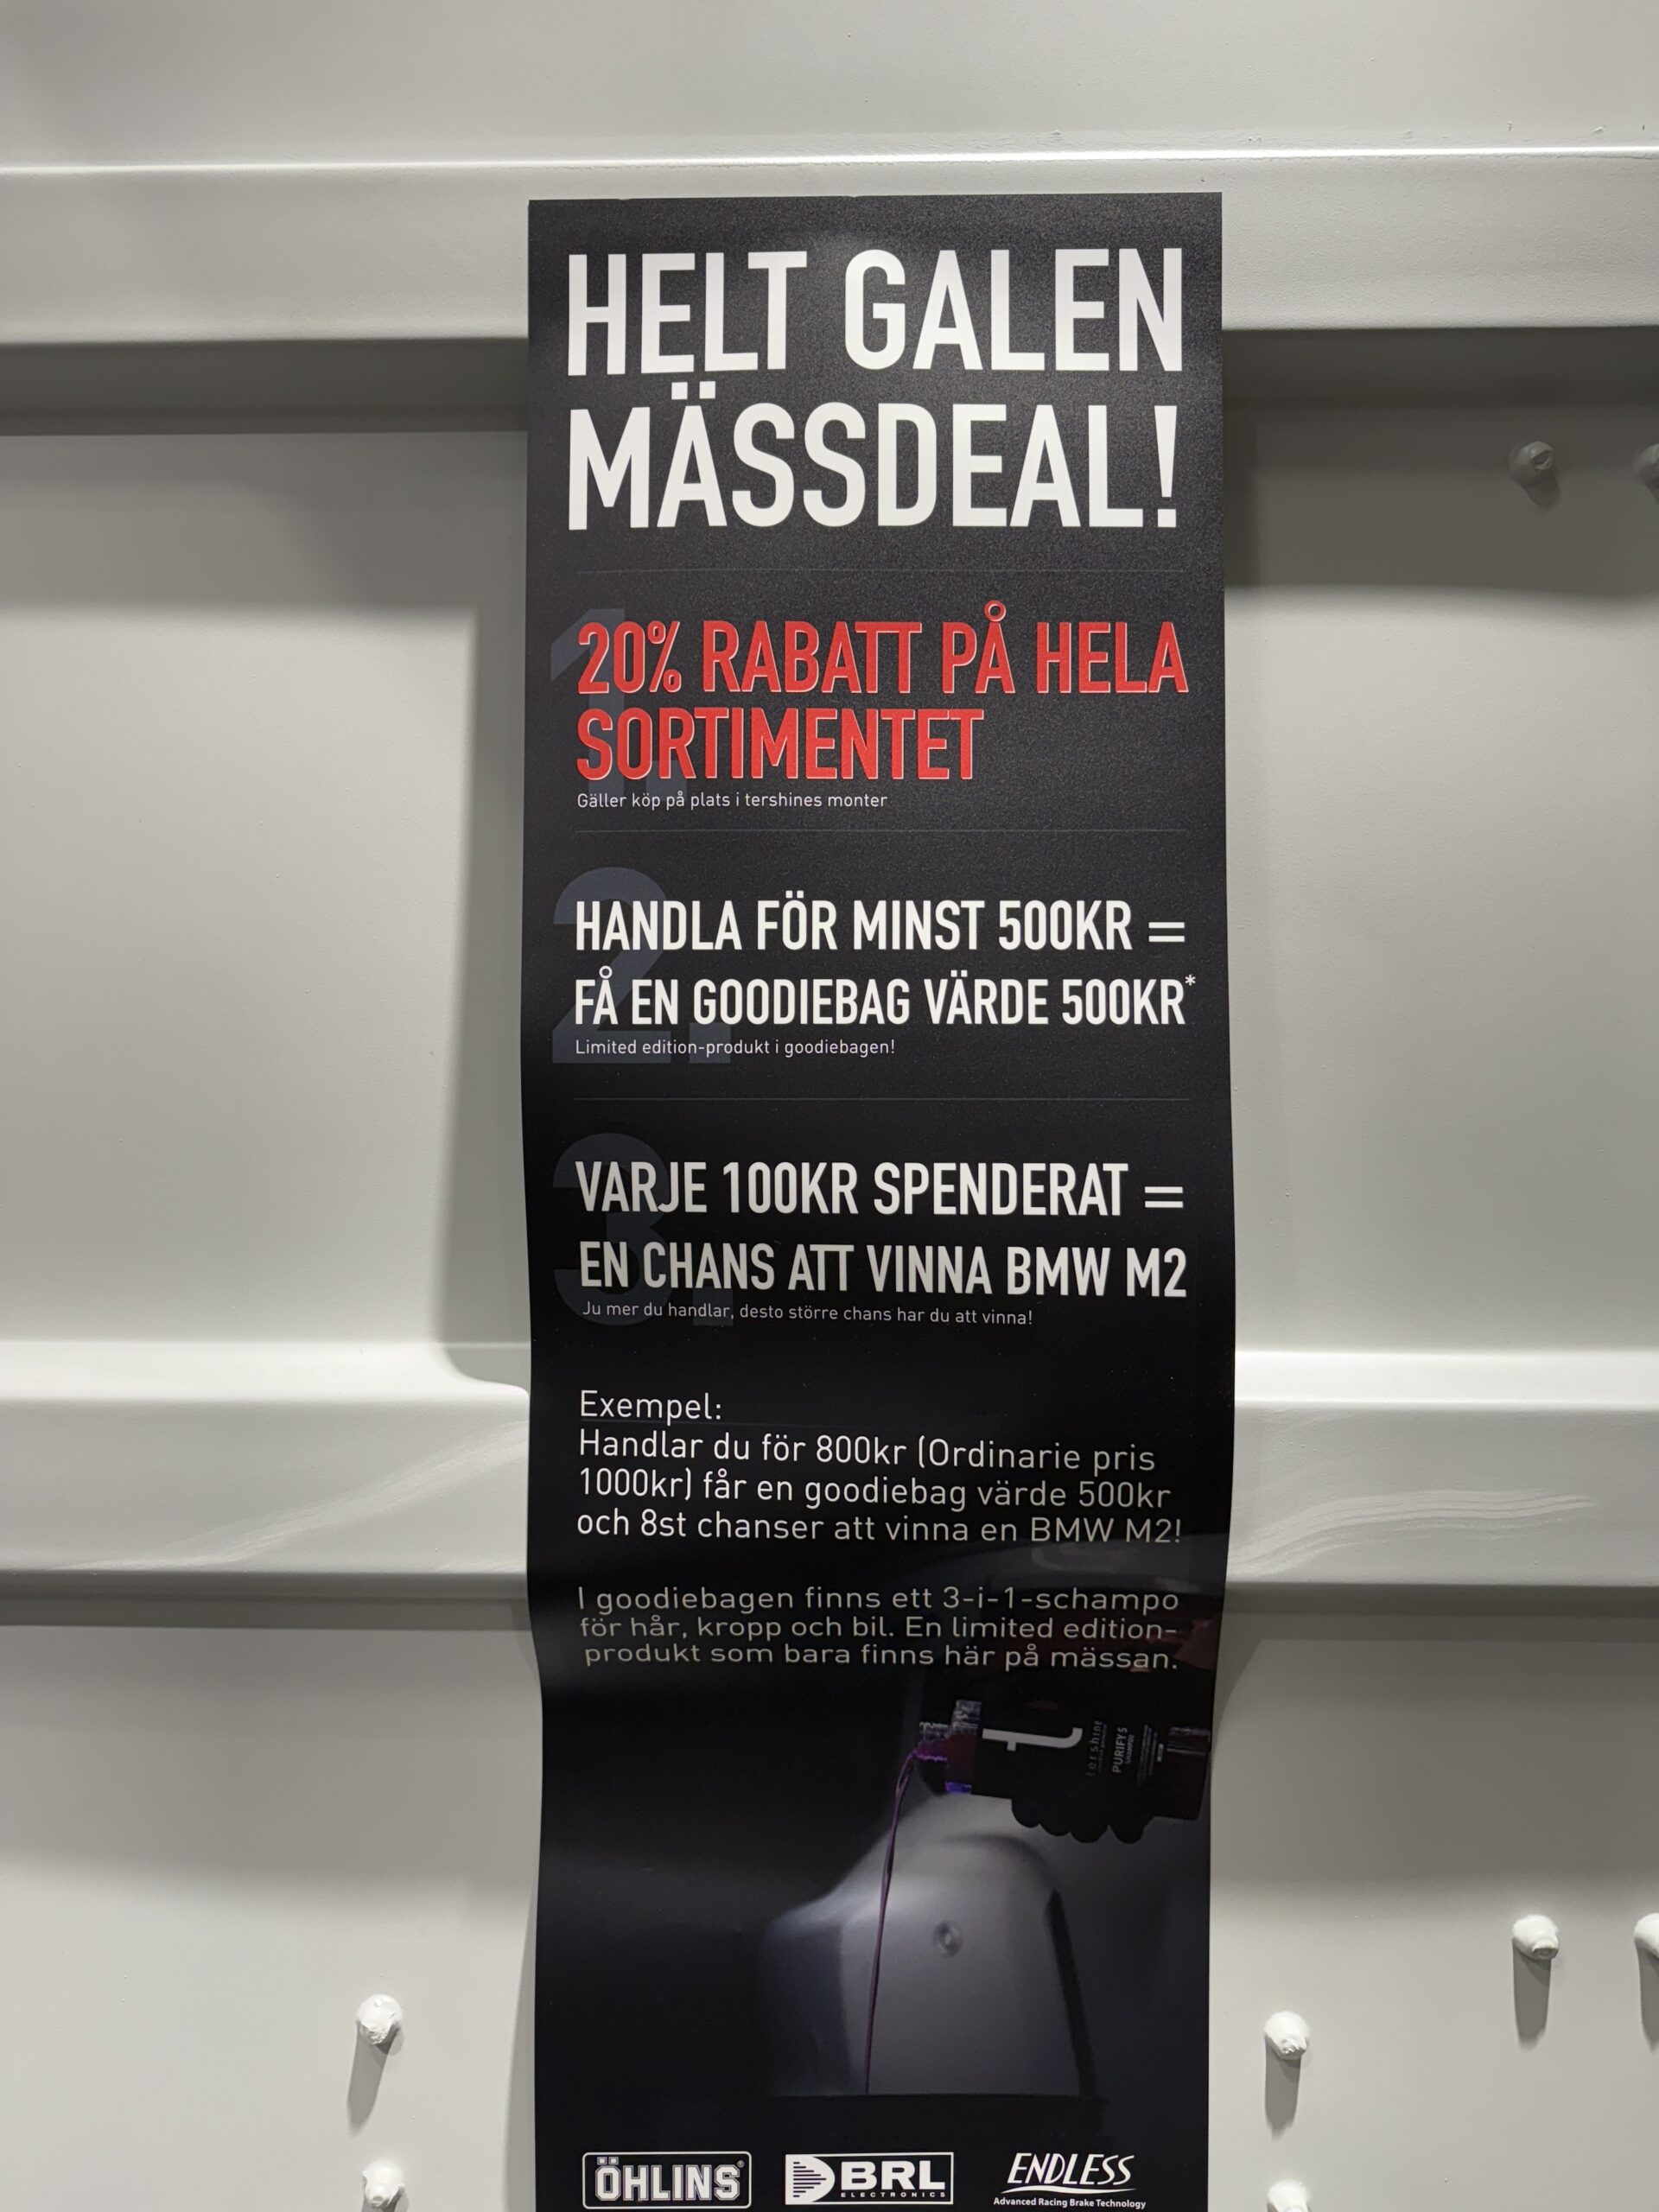 HELT GALEN
MÄSSDEAL!
1.
20% RABATT PÅ HELA
SORTIMENTET
Gäller köp på plats i tershines monter
2.
HANDLA FÖR MINST 500KR =
FÅ EN GOODIEBAG VÄRDE 500KR*
Limited edition-produkt i goodiebagen!
3.
VARJE 100KR SPENDERAT =
EN CHANS ATT VINNA BMW M2
Ju mer du handlar, desto större chans har du att vinna!
Exempel:
Handlar du för 800kr (Ordinarie pris
1000kr) får en goodiebag värde 500kr
och 8st chanser att vinna en BMW M2!
I goodiebagen finns ett 3-i-1-schampo
för hår, kropp och bil. En limited edition-
produkt som bara finns här på mässan.
t
tershine
PURIFY S
SHAMPOO
ÖHLINS®
BRL
ELECTRONICS
ENDLESS
Advanced Racing Brake Technology